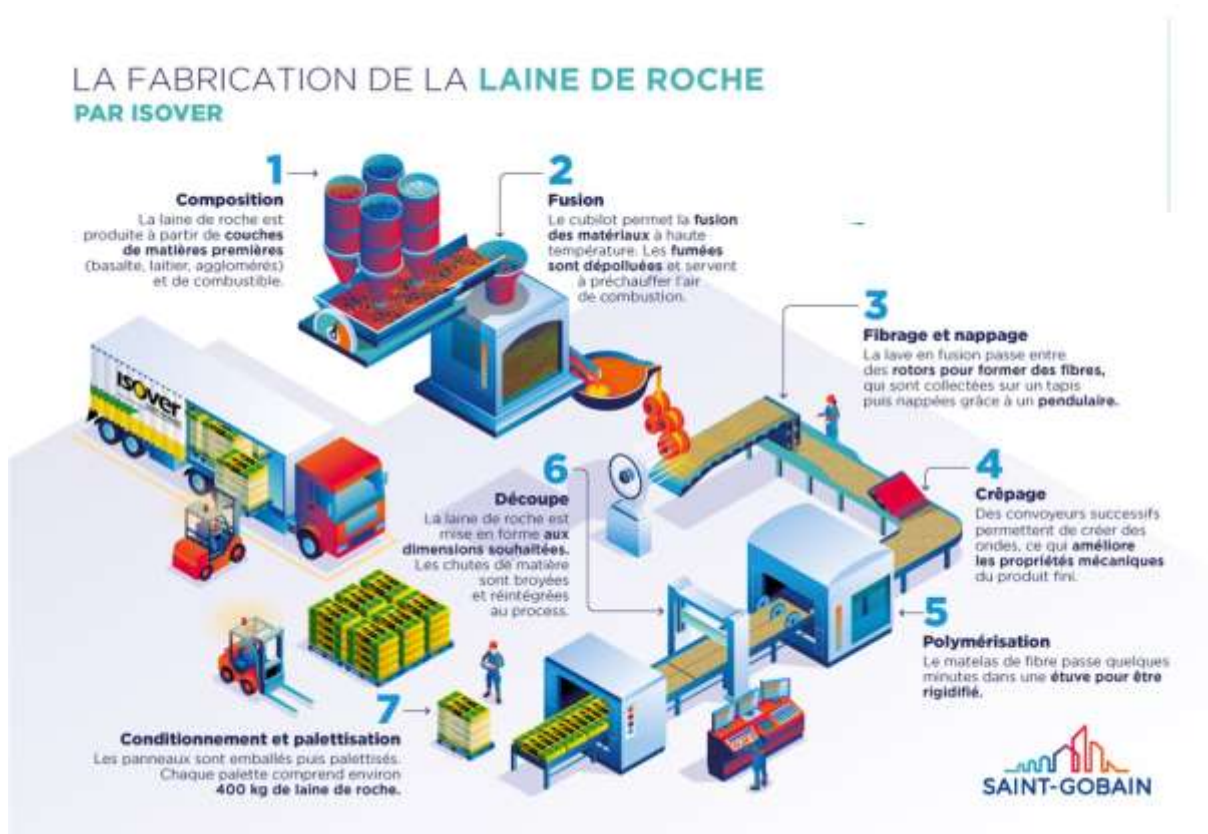 LA FABRICATION DE LA LAINE DE ROCHE
PAR ISOVER
1
Composition
La laine de roche est
produite à partir de couches
de matières premières
(basalte, laitier, agglomérés)
et de combustible.
2
Fusion
Le cubilot permet la fusion
des matériaux à haute
température. Les fumées
sont dépolluées et servent
à préchauffer l'air
de combustion.
3
Fibrage et nappage
La lave en fusion passe entre
des rotors pour former des fibres,
qui sont collectées sur un tapis
puis nappées grâce à un pendulaire.
4
Crêpage
Des convoyeurs successifs
permettent de créer des
ondes, ce qui améliore
les propriétés mécaniques
du produit fini.
5
Polymérisation
Le matelas de fibre passe quelques
minutes dans une étuve pour être
rigidifié.
6
Découpe
La laine de roche est
mise en forme aux
dimensions souhaitées.
Les chutes de matière
sont broyées
et réintégrées
au process.
7
Conditionnement et palettisation
Les panneaux sont emballés puis palettisés.
Chaque palette comprend environ
400 kg de laine de roche.
isover
SAINT-GOBAIN